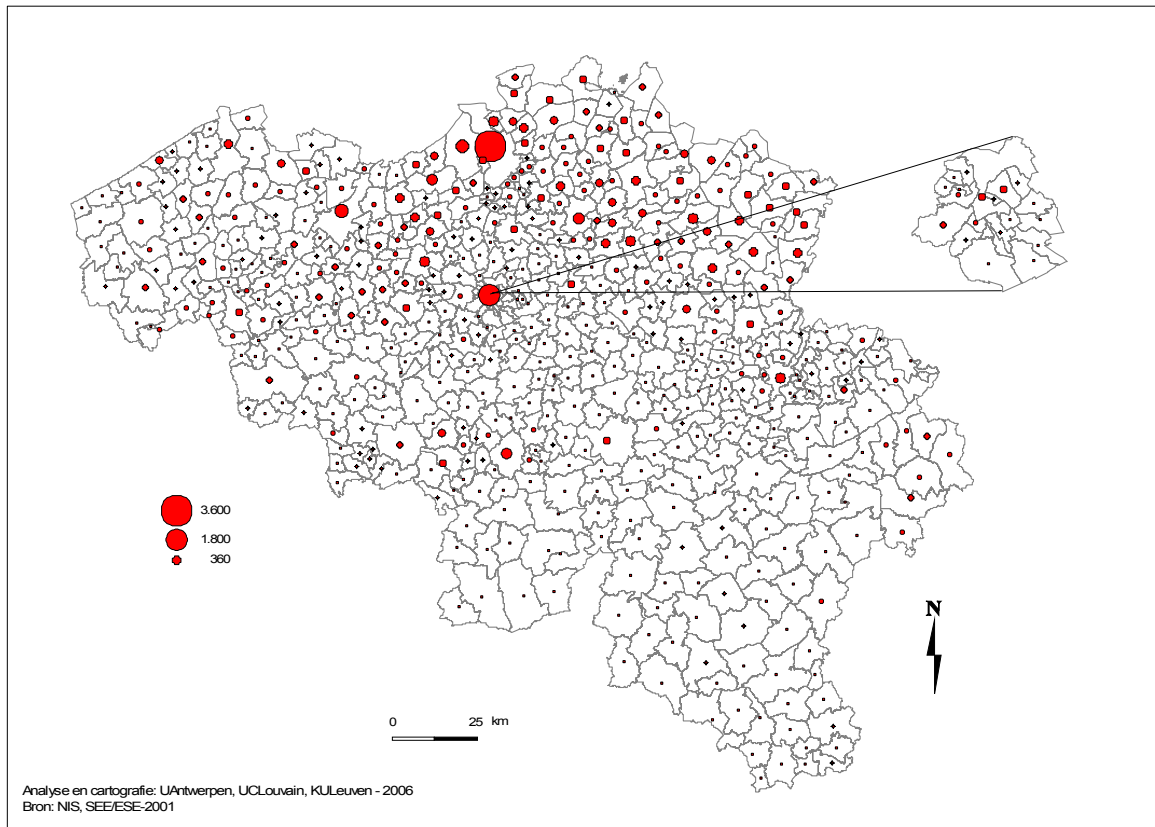 3.600
1.800
360
N
0 25 km
Analyse en cartografie: UAntwerpen, UCLouvain, KULeuven - 2006
Bron: NIS, SEE/ESE-2001